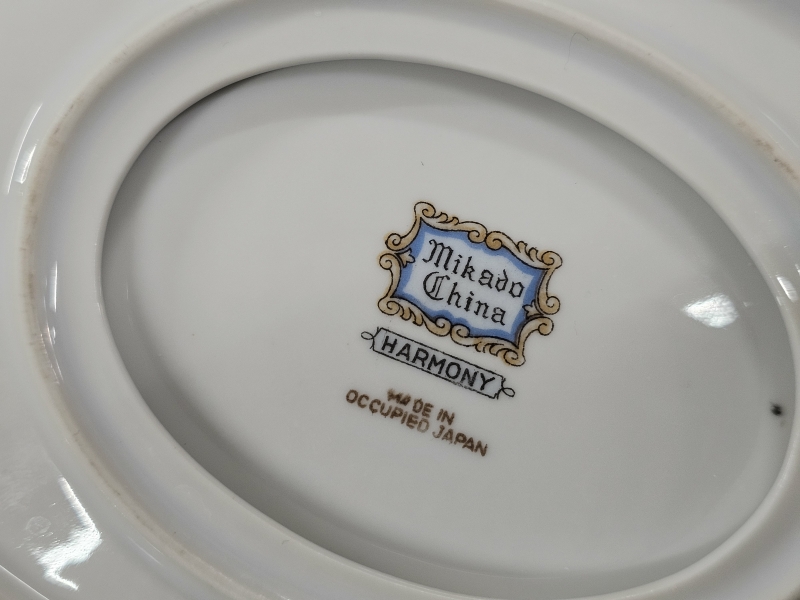 Mikado
China
HARMONY
MADE IN
OCCUPIED JAPAN